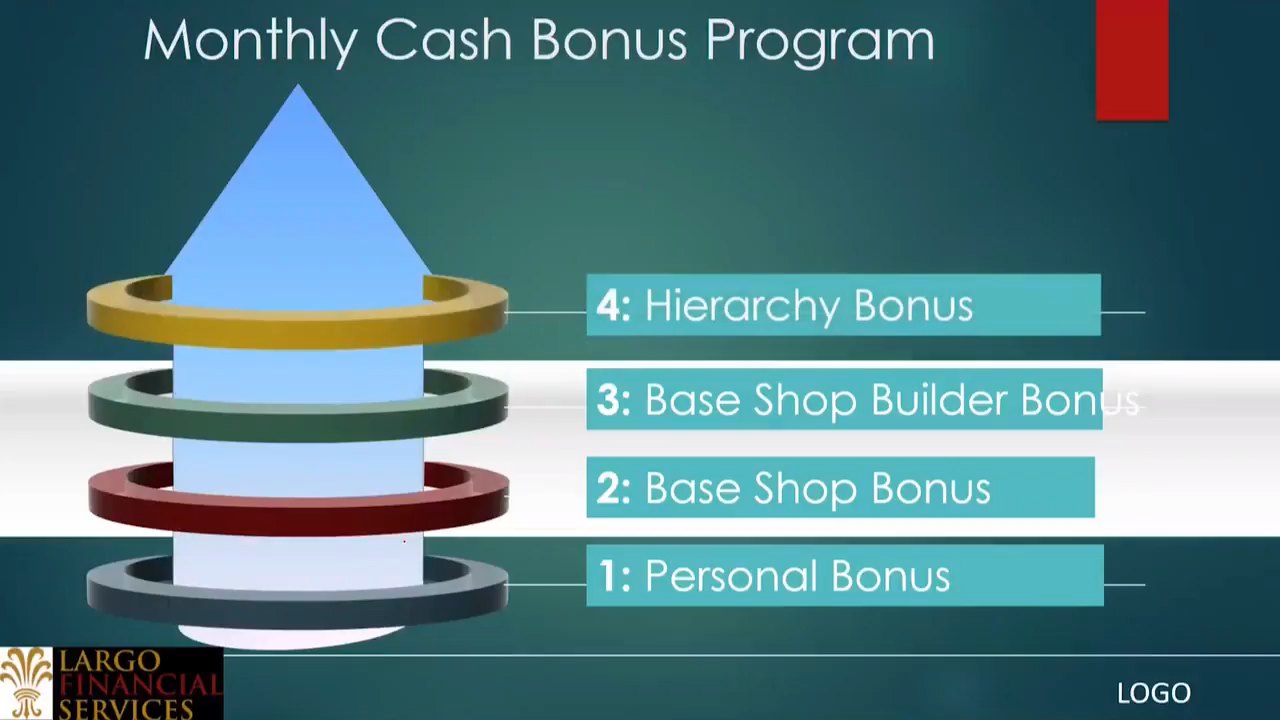 Monthly Cash Bonus Program
4: Hierarchy Bonus
3: Base Shop Builder Bonus
2: Base Shop Bonus
1: Personal Bonus
LARGO
FINANCIAL
SERVICES
LOGO